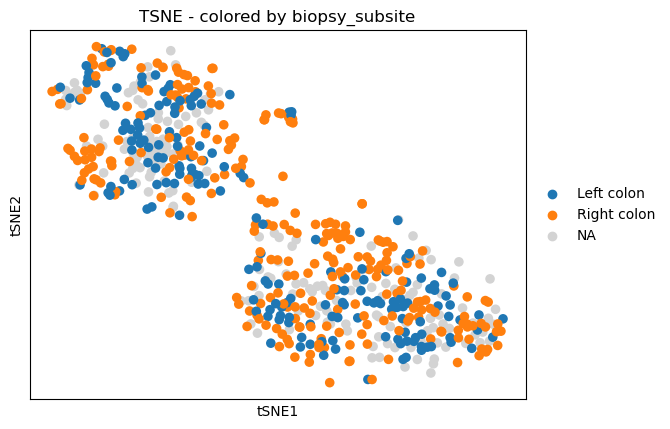 TSNE - colored by biopsy_subsite
tSNE2
Left colon
Right colon
NA
tSNE1